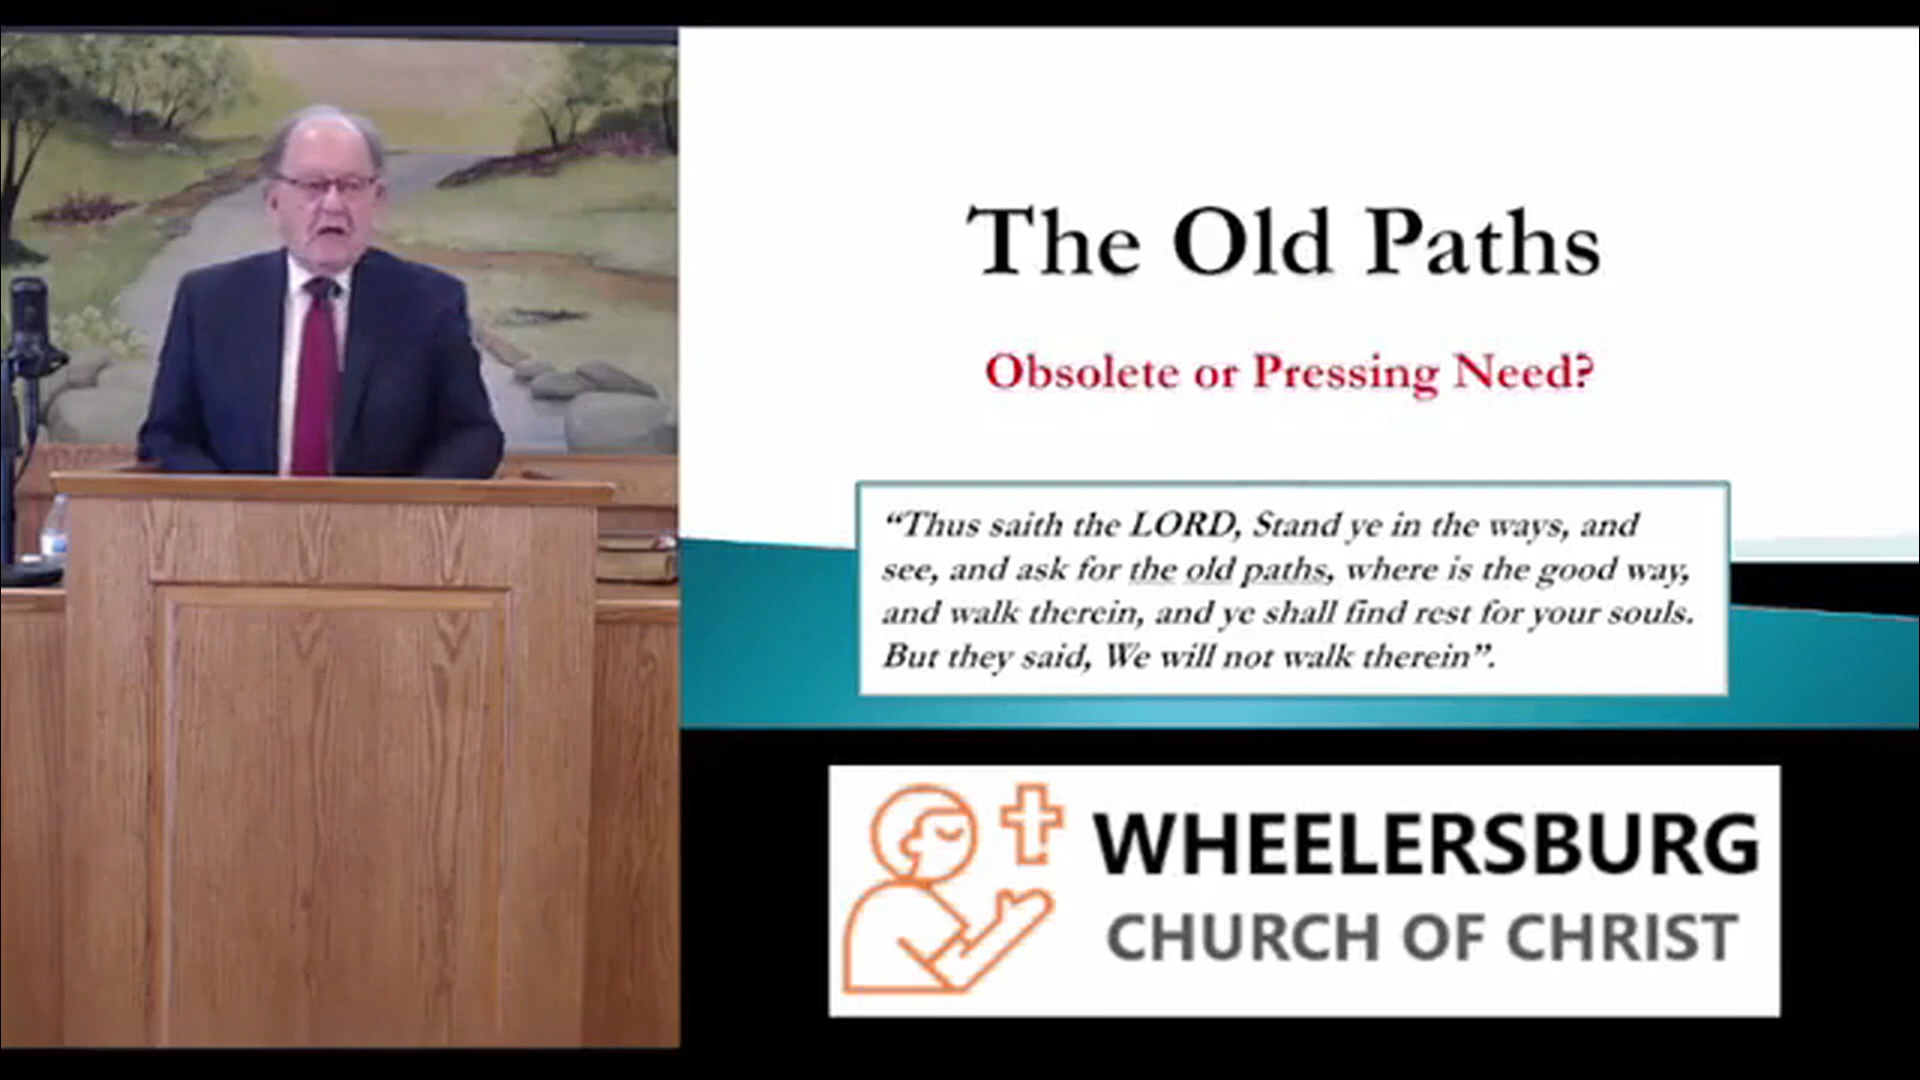 The Old Paths
Obsolete or Pressing Need?
“Thus saith the LORD, Stand ye in the ways, and
see, and ask for the old paths, where is the good way,
and walk therein, and ye shall find rest for your souls.
But they said, We will not walk therein”.
WHEELERSBURG
CHURCH OF CHRIST